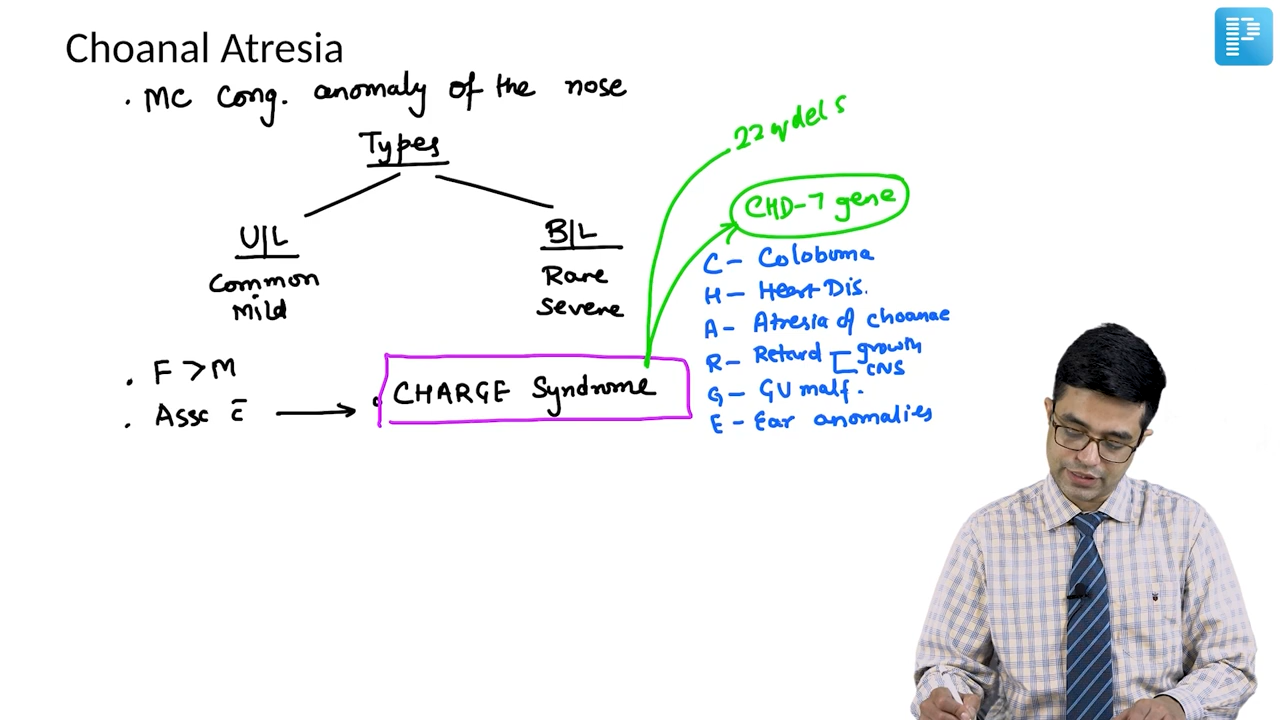 Choanal Atresia
. MC Cong. anomaly of the nose
Types
U/L
Common
Mild
B/L
Rare
Severe
. F > M
. Assc c̄ → . CHARGE Syndrome
22q dels
CHD-7 gene
C - Coloboma
H - Heart Dis.
A - Atresia of choanae
R - Retard growth
CNS
G - GU malf.
E - Ear anomalies
P